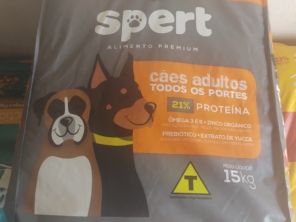 spert
ALIMENTO PREMIUM
cães adultos
TODOS OS PORTES
21% PROTEÍNA
ÔMEGA 3 E 6 • ZINCO ORGÂNICO
PREBIÓTICO • EXTRATO DE YUCCA
T
15kg